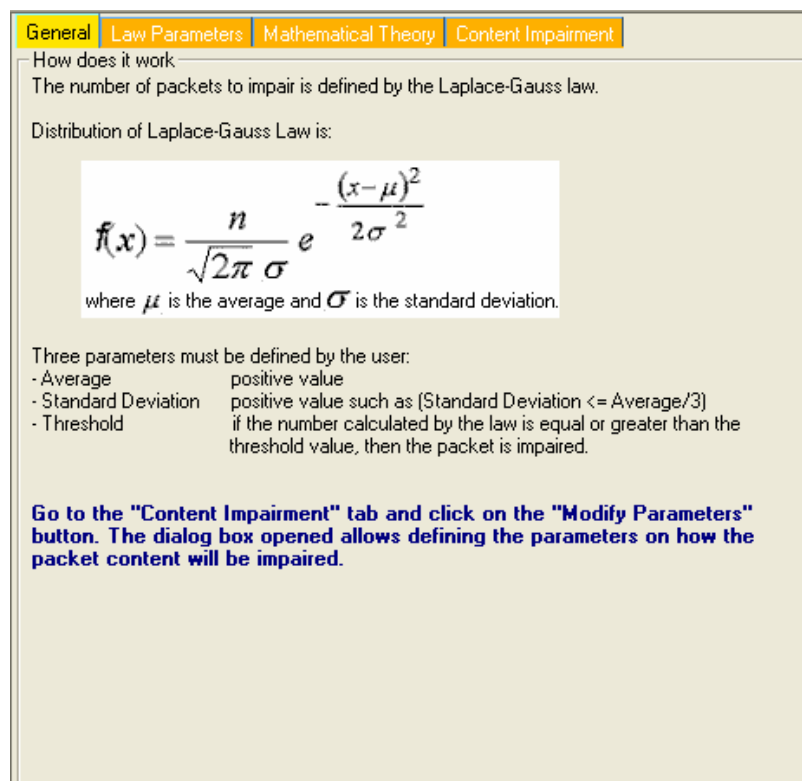 General Law Parameters Mathematical Theory Content Impairment
How does it work
The number of packets to impair is defined by the Laplace-Gauss law.
Distribution of Laplace-Gauss Law is:
f(x) = n / (√2π σ) e^(-(x-μ)²/(2σ²))
where μ is the average and σ is the standard deviation.
Three parameters must be defined by the user:
- Average positive value
- Standard Deviation positive value such as (Standard Deviation <= Average/3)
- Threshold if the number calculated by the law is equal or greater than the
threshold value, then the packet is impaired.
Go to the "Content Impairment" tab and click on the "Modify Parameters"
button. The dialog box opened allows defining the parameters on how the
packet content will be impaired.